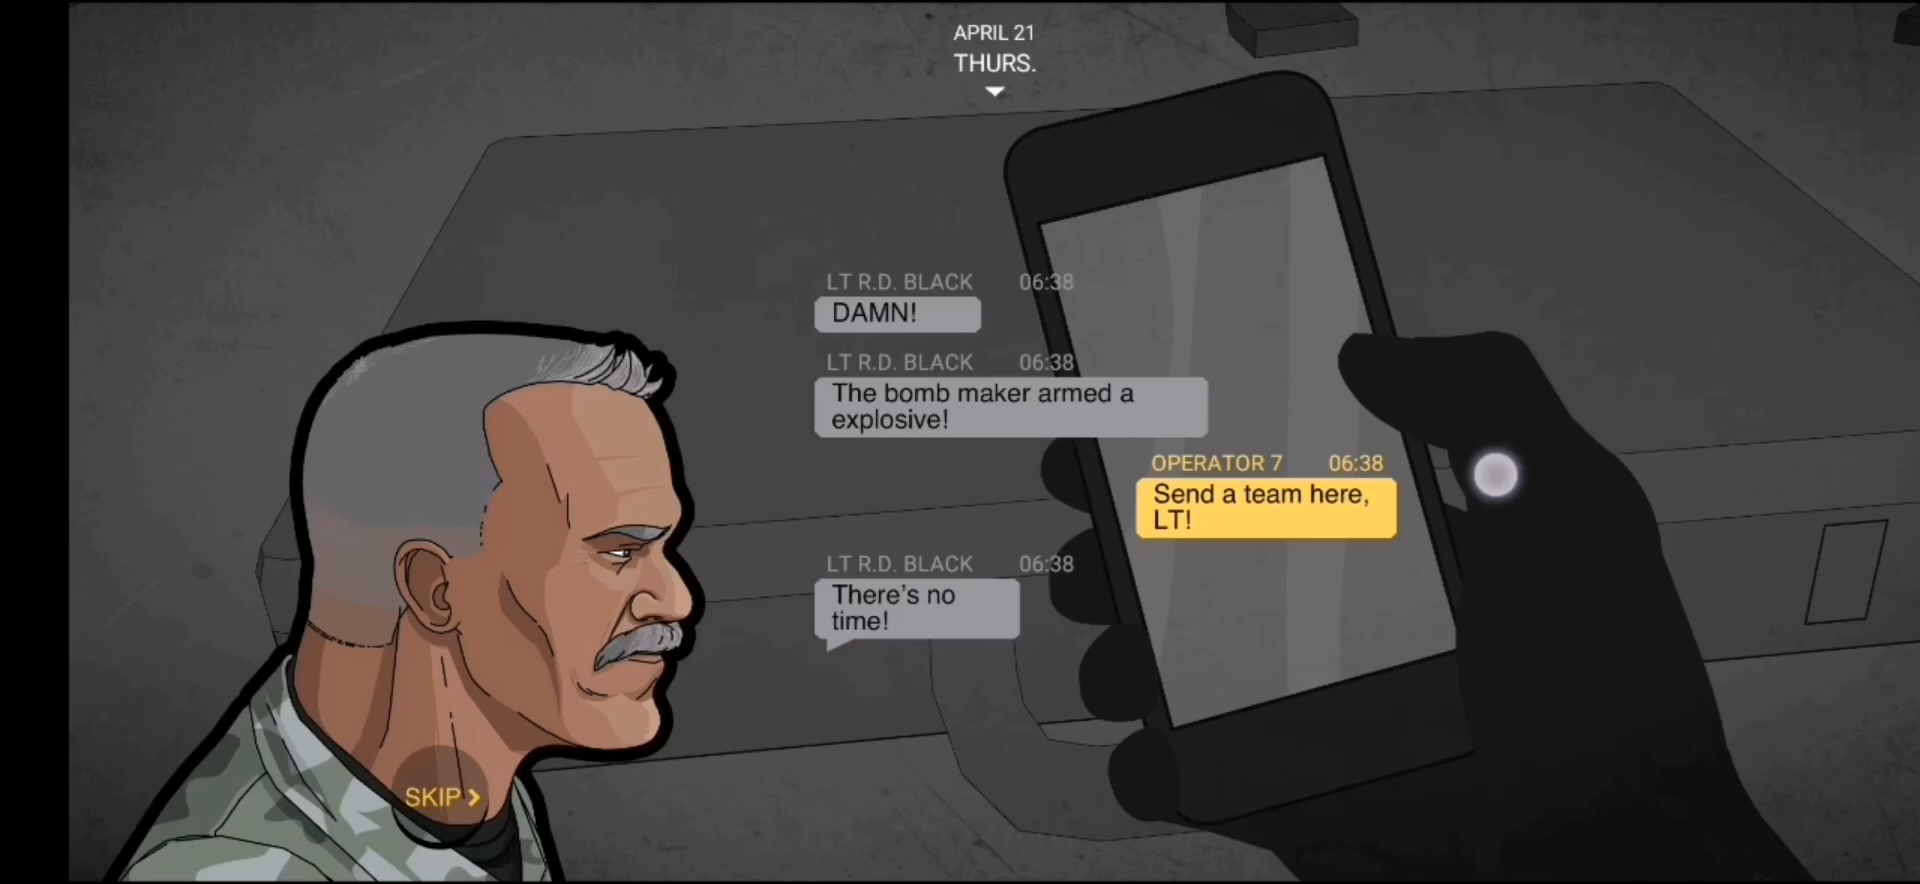 APRIL 21
THURS.
LT R.D. BLACK 06:38
DAMN!
LT R.D. BLACK 06:38
The bomb maker armed a
explosive!
OPERATOR 7 06:38
Send a team here,
LT!
LT R.D. BLACK 06:38
There's no
time!
SKIP >